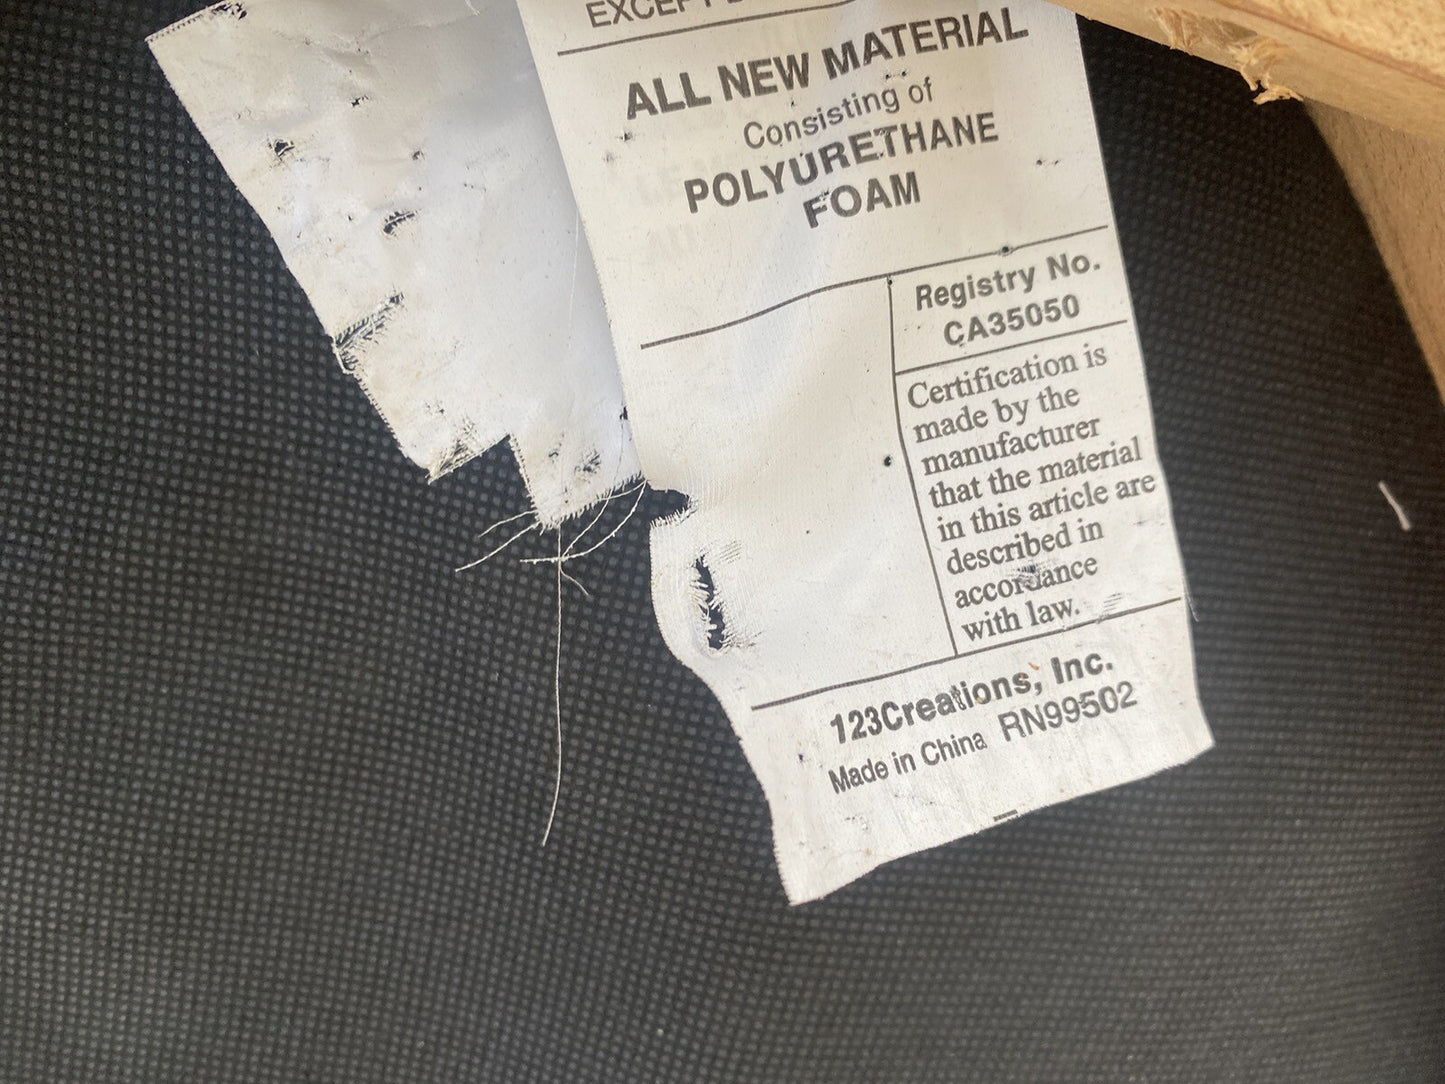 ALL NEW MATERIAL
Consisting of
POLYURETHANE
FOAM
Registry No.
CA35050
Certification is
made by the
manufacturer
that the material
in this article are
described in
accordance
with law.
123Creations, Inc.
Made in China RN99502